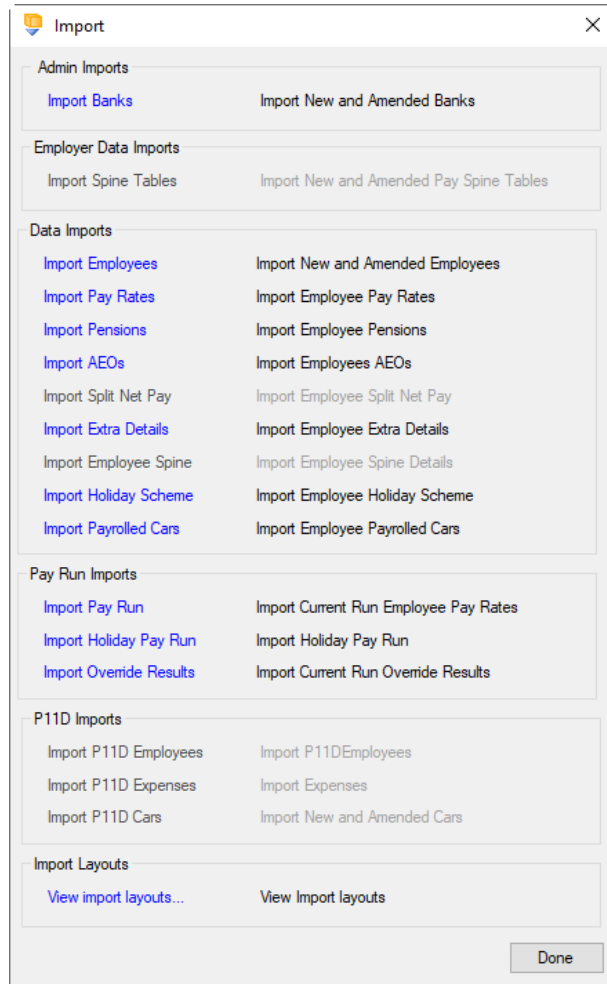 Import
Admin Imports
Import Banks Import New and Amended Banks
Employer Data Imports
Import Spine Tables Import New and Amended Pay Spine Tables
Data Imports
Import Employees Import New and Amended Employees
Import Pay Rates Import Employee Pay Rates
Import Pensions Import Employee Pensions
Import AEOs Import Employees AEOs
Import Split Net Pay Import Employee Split Net Pay
Import Extra Details Import Employee Extra Details
Import Employee Spine Import Employee Spine Details
Import Holiday Scheme Import Employee Holiday Scheme
Import Payrolled Cars Import Employee Payrolled Cars
Pay Run Imports
Import Pay Run Import Current Run Employee Pay Rates
Import Holiday Pay Run Import Holiday Pay Run
Import Override Results Import Current Run Override Results
P11D Imports
Import P11D Employees Import P11DEmployees
Import P11D Expenses Import Expenses
Import P11D Cars Import New and Amended Cars
Import Layouts
View import layouts... View Import layouts
Done